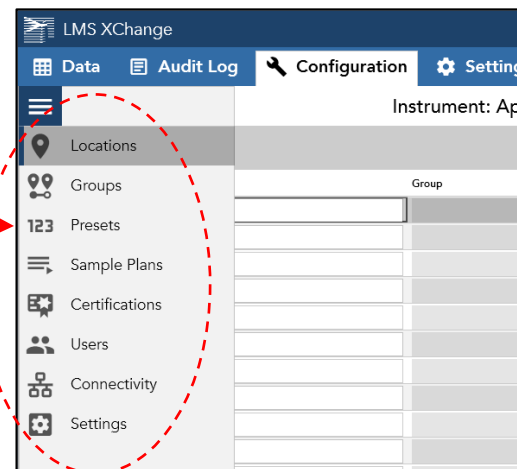 LMS XChange
Data Audit Log Configuration Setting
Instrument: Ap
Locations
Groups Group
123 Presets
Sample Plans
Certifications
Users
Connectivity
Settings